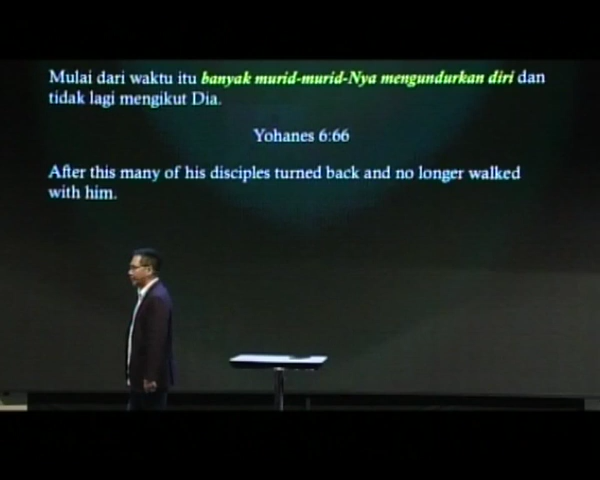 Mulai dari waktu itu banyak murid-murid-Nya mengundurkan diri dan
tidak lagi mengikut Dia.
Yohanes 6:66
After this many of his disciples turned back and no longer walked
with him.